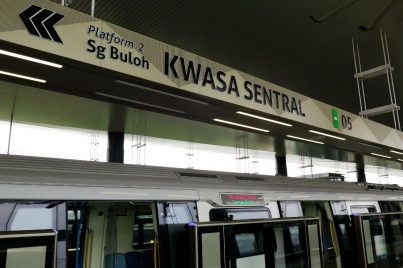 Platform 2
Sg Buloh
KWASA SENTRAL
05